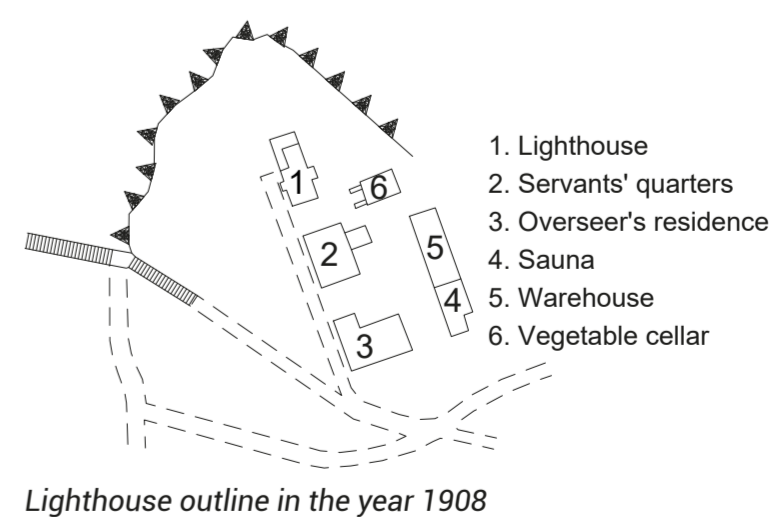 1
6
2
5
4
3
1. Lighthouse
2. Servants' quarters
3. Overseer's residence
4. Sauna
5. Warehouse
6. Vegetable cellar
Lighthouse outline in the year 1908